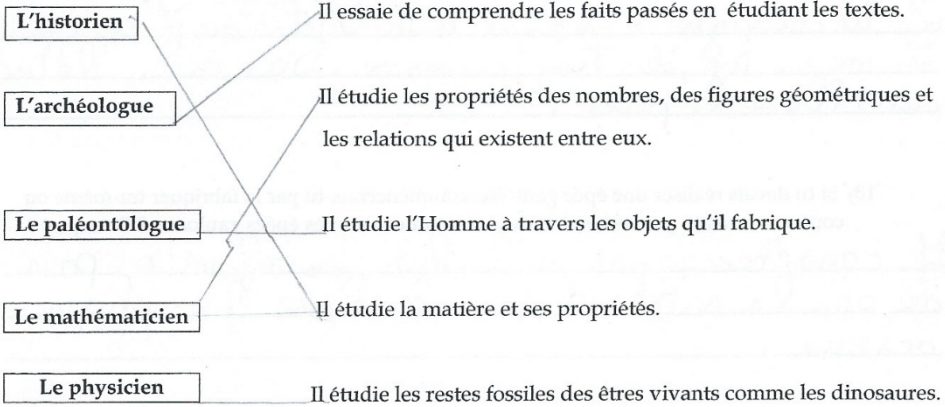 L'historien
Il essaie de comprendre les faits passés en étudiant les textes.
L'archéologue
Il étudie les propriétés des nombres, des figures géométriques et
les relations qui existent entre eux.
Le paléontologue
Il étudie l'Homme à travers les objets qu'il fabrique.
Le mathématicien
Il étudie la matière et ses propriétés.
Le physicien
Il étudie les restes fossiles des êtres vivants comme les dinosaures.